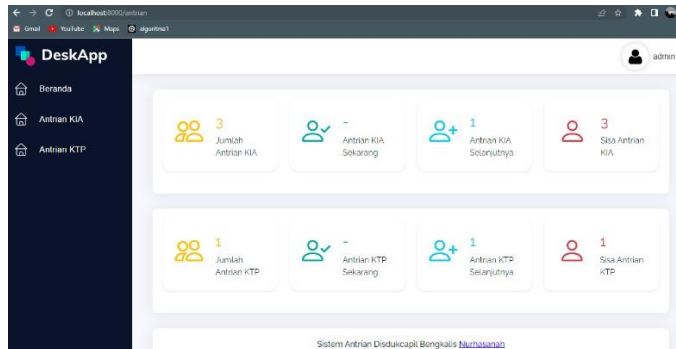 localhost:8000/antrian
Gmail YouTube Maps algoritma1
DeskApp
admin
Beranda
Antrian KIA
Antrian KTP
3
Jumlah
Antrian KIA
-
Antrian KIA
Sekarang
1
Antrian KIA
Selanjutnya
3
Sisa Antrian
KIA
1
Jumlah
Antrian KTP
-
Antrian KTP
Sekarang
1
Antrian KTP
Selanjutnya
1
Sisa Antrian
KTP
Sistem Antrian Disdukcapil Bengkalis Nurhasanah